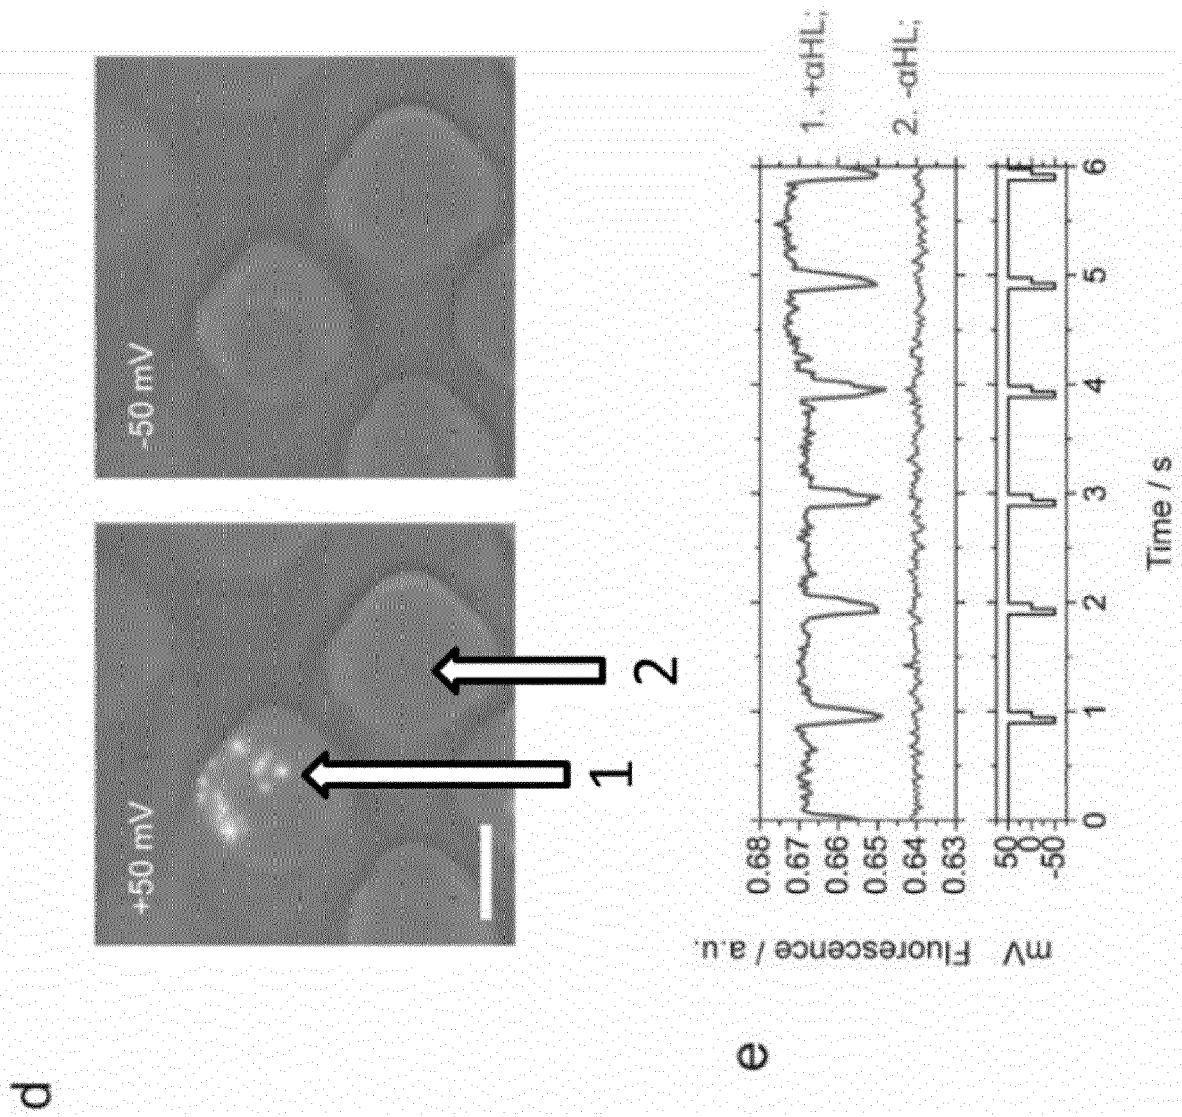 d
+50 mV
-50 mV
1
2
e
Fluorescence / a.u.
0.68
0.67
0.66
0.65
0.64
0.63
1. +αHL;
2. -αHL;
mV
50
0
-50
0 1 2 3 4 5 6
Time / s